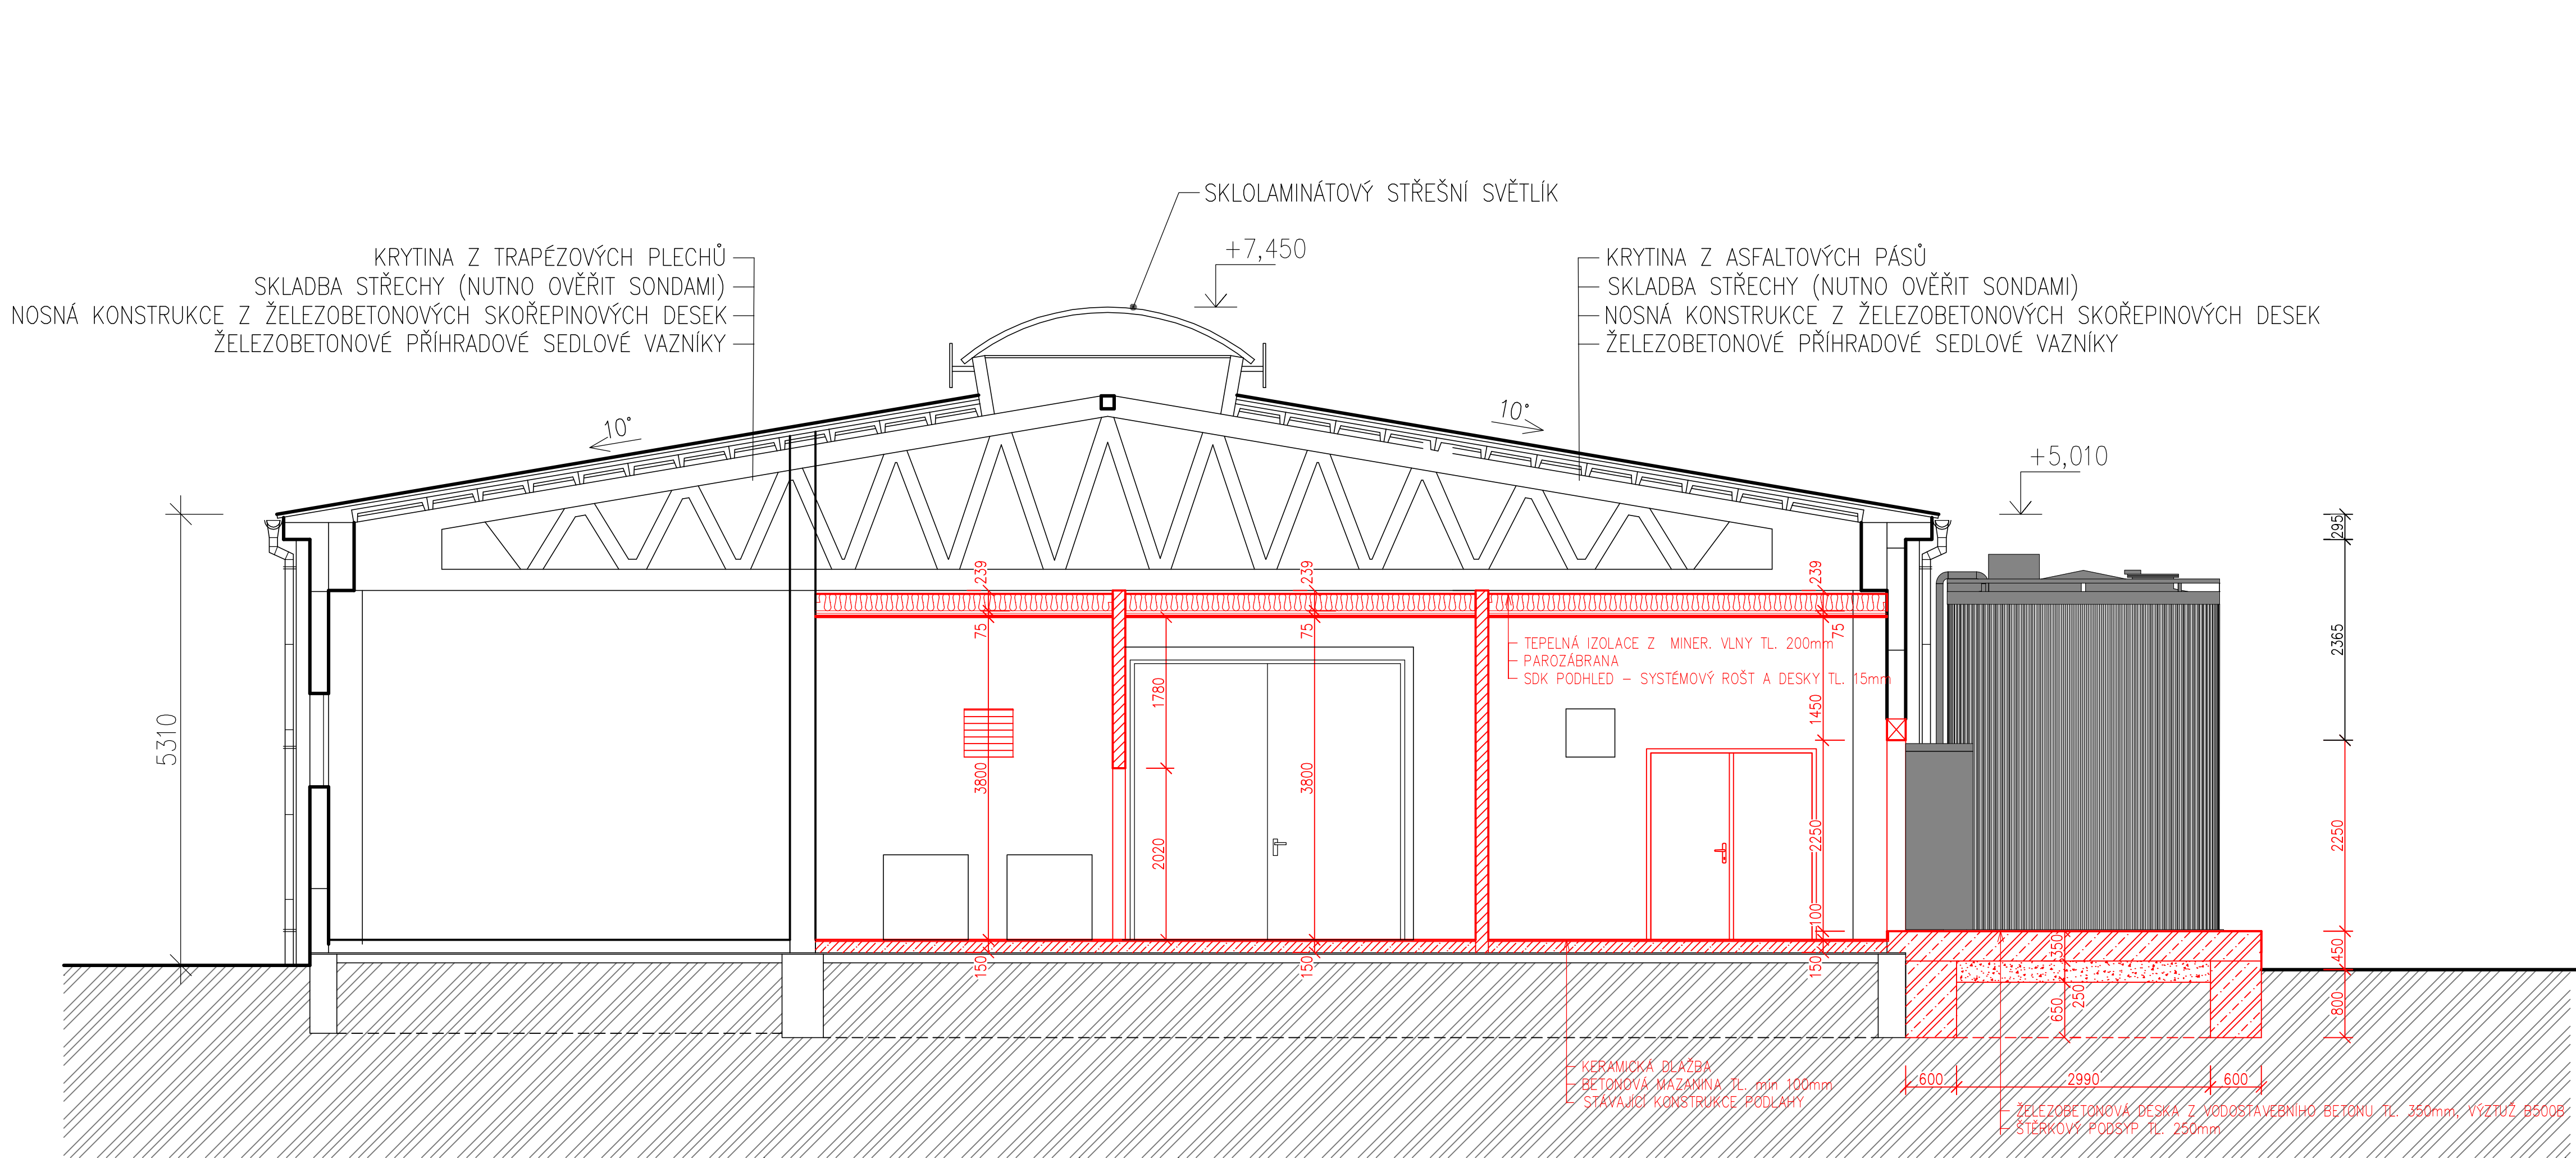 SKLOLAMINÁTOVÝ STŘEŠNÍ SVĚTLÍK
+7,450
KRYTINA Z TRAPÉZOVÝCH PLECHŮ
SKLADBA STŘECHY (NUTNO OVĚŘIT SONDAMI)
NOSNÁ KONSTRUKCE Z ŽELEZOBETONOVÝCH SKOŘEPINOVÝCH DESEK
ŽELEZOBETONOVÉ PŘÍHRADOVÉ SEDLOVÉ VAZNÍKY
KRYTINA Z ASFALTOVÝCH PÁSŮ
SKLADBA STŘECHY (NUTNO OVĚŘIT SONDAMI)
NOSNÁ KONSTRUKCE Z ŽELEZOBETONOVÝCH SKOŘEPINOVÝCH DESEK
ŽELEZOBETONOVÉ PŘÍHRADOVÉ SEDLOVÉ VAZNÍKY
10°
10°
+5,010
5310
239
75
3800
150
1780
2020
239
75
3800
150
239
75
1450
2250
100
150
TEPELNÁ IZOLACE Z MINER. VLNY TL. 200mm
PAROZÁBRANA
SDK PODHLED – SYSTÉMOVÝ ROŠT A DESKY TL. 15mm
295
2365
2250
450
800
350
250
650
600
2990
600
KERAMICKÁ DLAŽBA
BETONOVÁ MAZANINA TL. min 100mm
STÁVAJÍCÍ KONSTRUKCE PODLAHY
ŽELEZOBETONOVÁ DESKA Z VODOSTAVEBNÍHO BETONU TL. 350mm, VÝZTUŽ B500B
ŠTĚRKOVÝ PODSYP TL. 250mm